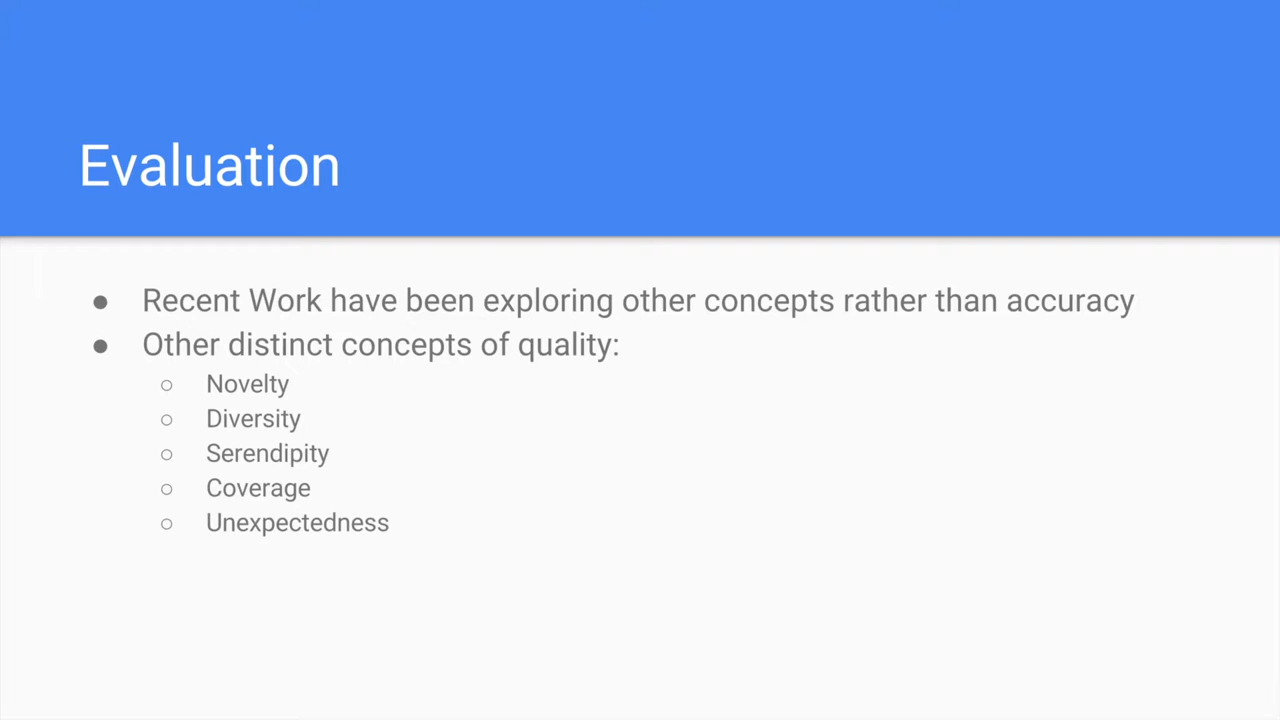 Evaluation
● Recent Work have been exploring other concepts rather than accuracy
● Other distinct concepts of quality:
○ Novelty
○ Diversity
○ Serendipity
○ Coverage
○ Unexpectedness